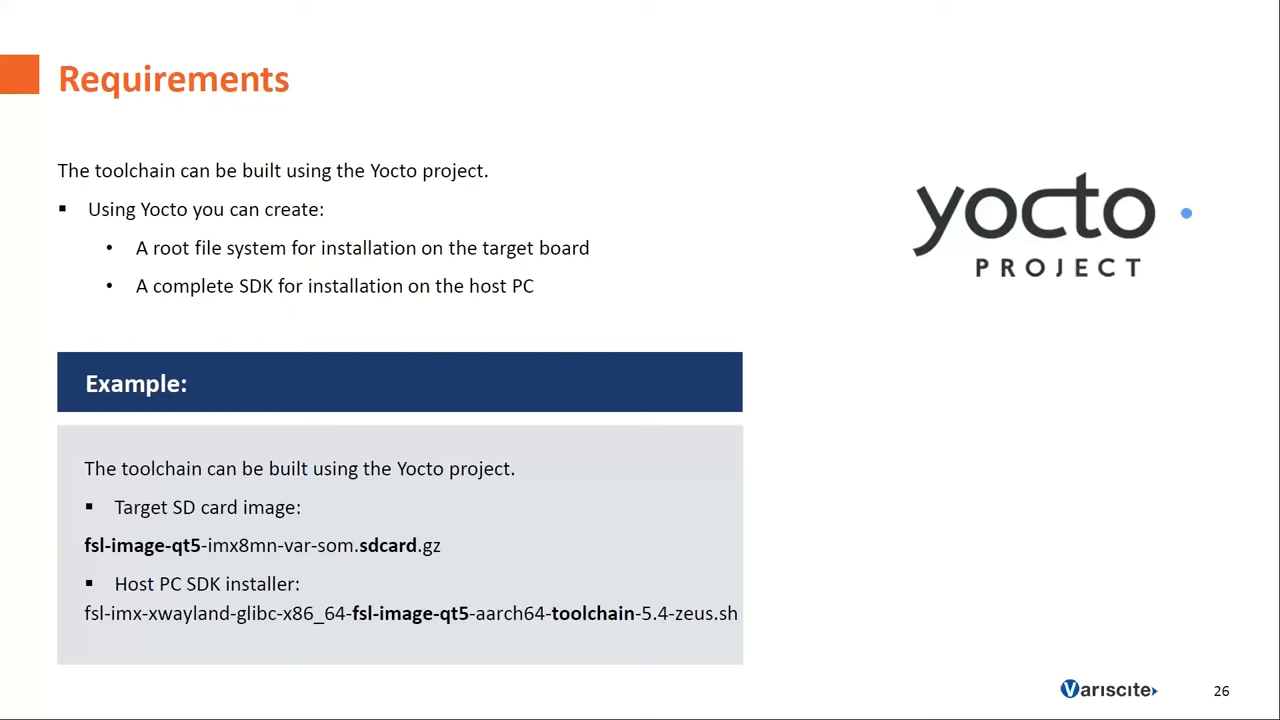 Requirements
The toolchain can be built using the Yocto project.
▪ Using Yocto you can create:
• A root file system for installation on the target board
• A complete SDK for installation on the host PC
yocto
PROJECT
Example:
The toolchain can be built using the Yocto project.
▪ Target SD card image:
fsl-image-qt5-imx8mn-var-som.sdcard.gz
▪ Host PC SDK installer:
fsl-imx-xwayland-glibc-x86_64-fsl-image-qt5-aarch64-toolchain-5.4-zeus.sh
Variscite
26